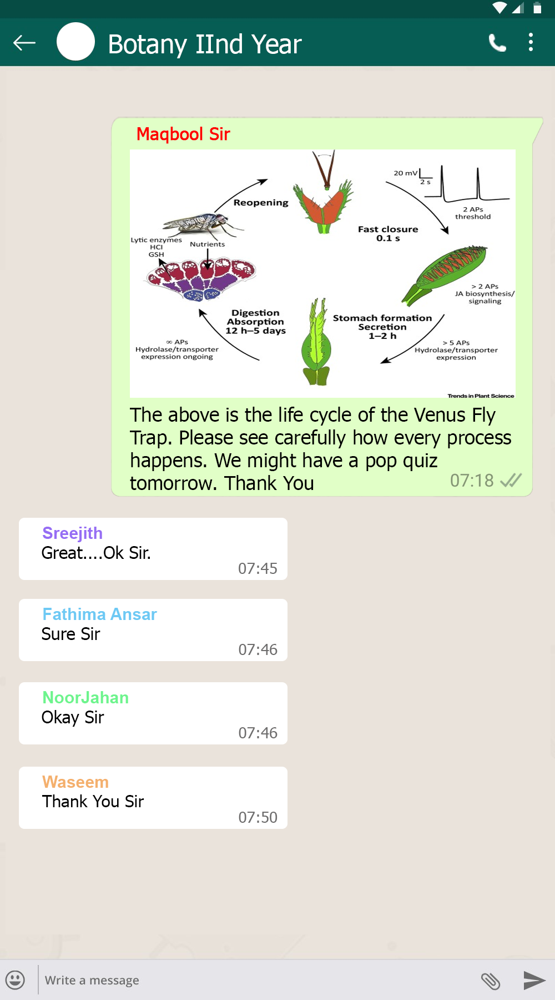 Botany IInd Year
Maqbool Sir
Reopening
20 mV
2 s
2 APs
threshold
Fast closure
0.1 s
PROTEIN
Lytic enzymes
HCl
GSH
Nutrients
> 2 APs
JA biosynthesis/
signaling
Digestion
Absorption
12 h–5 days
Stomach formation
Secretion
1–2 h
∞ APs
Hydrolase/transporter
expression ongoing
> 5 APs
Hydrolase/transporter
expression
Trends in Plant Science
The above is the life cycle of the Venus Fly
Trap. Please see carefully how every process
happens. We might have a pop quiz
tomorrow. Thank You
07:18
Sreejith
Great....Ok Sir.
07:45
Fathima Ansar
Sure Sir
07:46
NoorJahan
Okay Sir
07:46
Waseem
Thank You Sir
07:50
Write a message